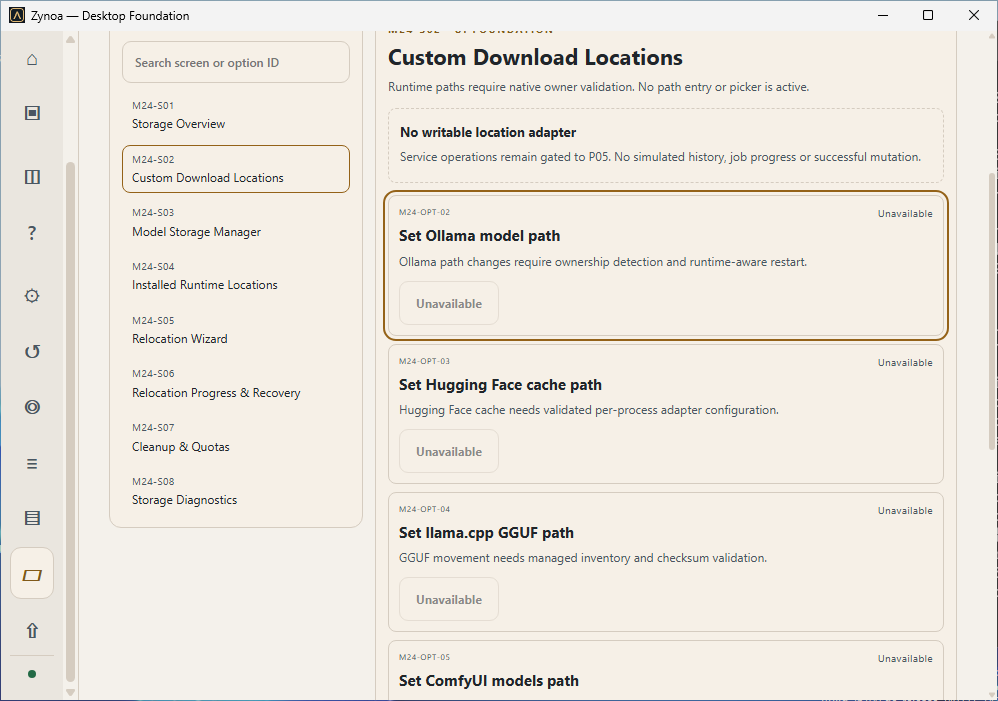 Zynoa — Desktop Foundation
Search screen or option ID
M24-S01
Storage Overview
M24-S02
Custom Download Locations
M24-S03
Model Storage Manager
M24-S04
Installed Runtime Locations
M24-S05
Relocation Wizard
M24-S06
Relocation Progress & Recovery
M24-S07
Cleanup & Quotas
M24-S08
Storage Diagnostics
Custom Download Locations
Runtime paths require native owner validation. No path entry or picker is active.
No writable location adapter
Service operations remain gated to P05. No simulated history, job progress or successful mutation.
M24-OPT-02
Unavailable
Set Ollama model path
Ollama path changes require ownership detection and runtime-aware restart.
Unavailable
M24-OPT-03
Unavailable
Set Hugging Face cache path
Hugging Face cache needs validated per-process adapter configuration.
Unavailable
M24-OPT-04
Unavailable
Set llama.cpp GGUF path
GGUF movement needs managed inventory and checksum validation.
Unavailable
M24-OPT-05
Unavailable
Set ComfyUI models path